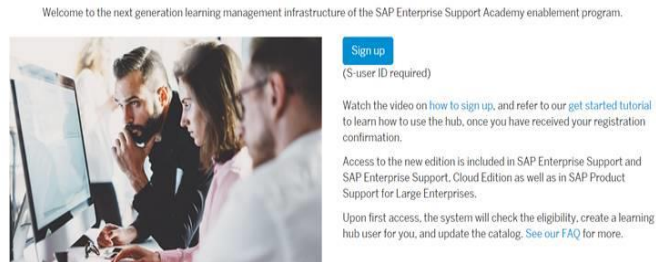 Welcome to the next generation learning management infrastructure of the SAP Enterprise Support Academy enablement program.
Sign up
(S-user ID required)
Watch the video on how to sign up, and refer to our get started tutorial
to learn how to use the hub, once you have received your registration
confirmation.
Access to the new edition is included in SAP Enterprise Support and
SAP Enterprise Support, Cloud Edition as well as in SAP Product
Support for Large Enterprises.
Upon first access, the system will check the eligibility, create a learning
hub user for you, and update the catalog. See our FAQ for more.